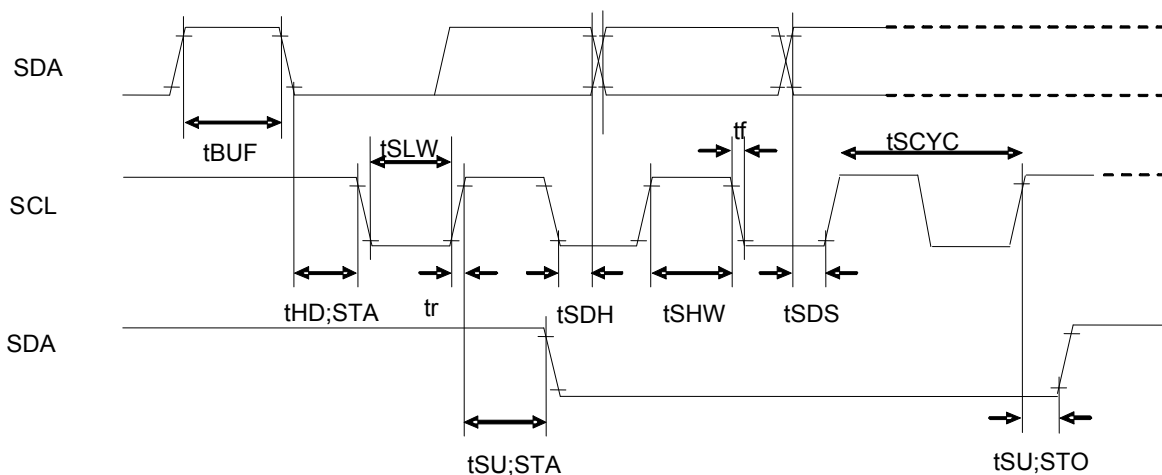 SDA
tBUF
tSLW
tf
tSCYC
SCL
tHD;STA
tr
tSDH
tSHW
tSDS
SDA
tSU;STA
tSU;STO